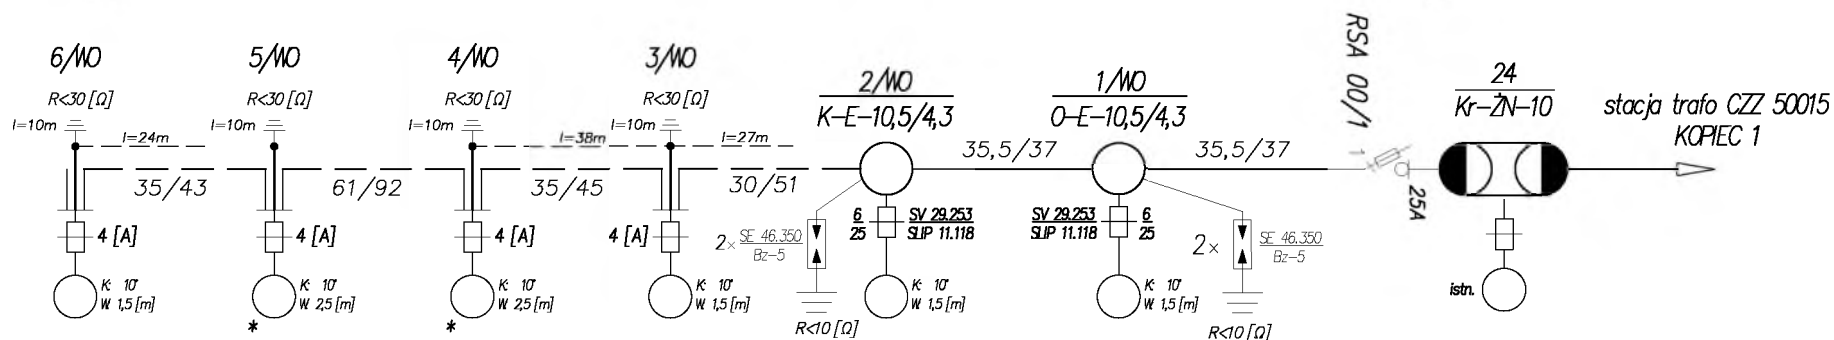 6/WO
R<30 [Ω]
l=10m
l=24m
35/43
4 [A]
K: 10°
W: 1,5 [m]
5/WO
R<30 [Ω]
l=10m
61/92
4 [A]
K: 10°
W: 2,5 [m]
*
4/WO
R<30 [Ω]
l=10m
l=38m
35/45
4 [A]
K: 10°
W: 2,5 [m]
*
3/WO
R<30 [Ω]
l=10m
l=27m
30/51
4 [A]
K: 10°
W: 1,5 [m]
2/WO
K-E-10,5/4,3
35,5/37
6
25
SV 29.253
SLIP 11.118
2× SE 46.350
Bz-5
R<10 [Ω]
K: 10°
W: 1,5 [m]
1/WO
O-E-10,5/4,3
35,5/37
SV 29.253
SLIP 11.118
6
25
2× SE 46.350
Bz-5
R<10 [Ω]
K: 10°
W: 1,5 [m]
RSA 00/1
1
25A
24
Kr-ŻN-10
istn.
stacja trafo CZZ 50015
KOPIEC 1